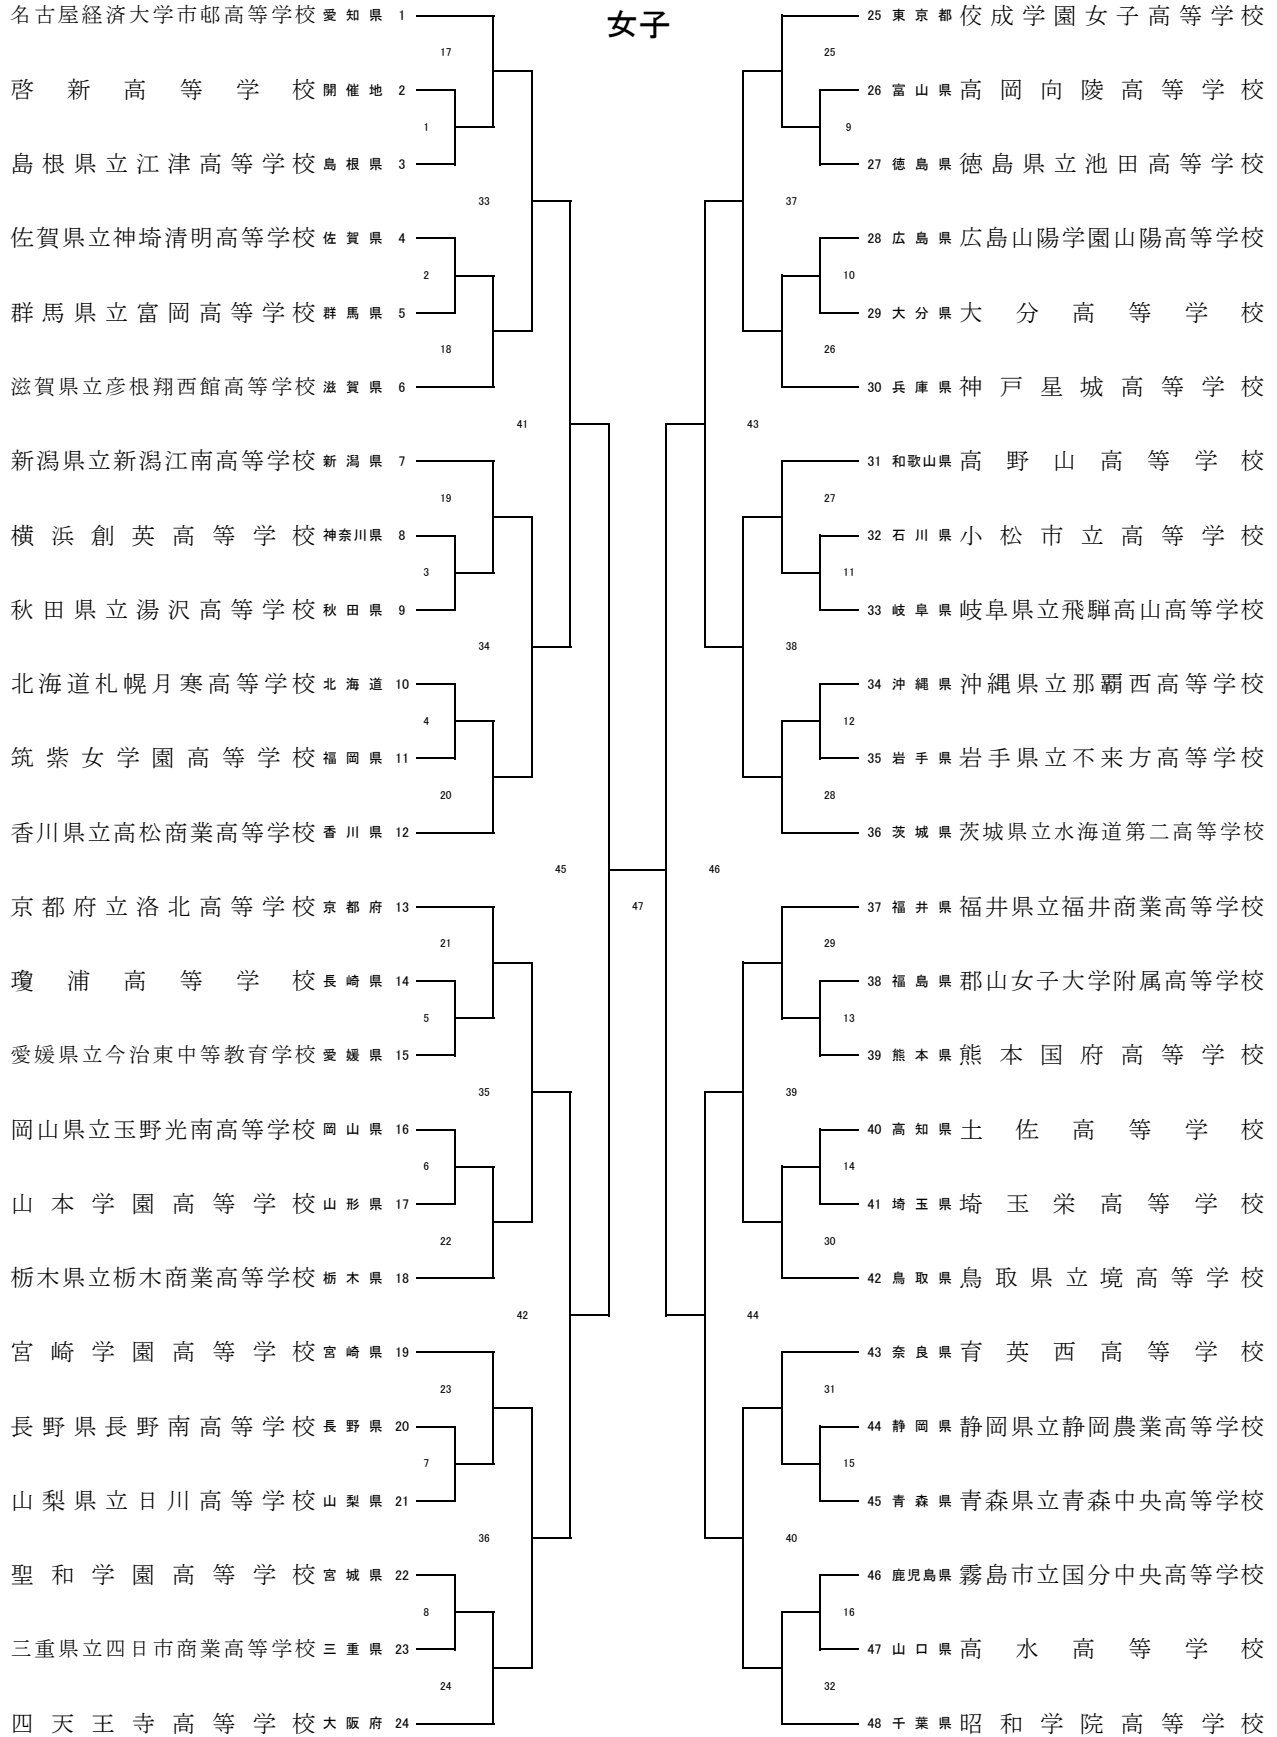 女子
名古屋経済大学市邨高等学校 愛知県 1
17
啓新高等学校 開催地 2
1
島根県立江津高等学校 島根県 3
33
佐賀県立神埼清明高等学校 佐賀県 4
2
群馬県立富岡高等学校 群馬県 5
18
滋賀県立彦根翔西館高等学校 滋賀県 6
41
新潟県立新潟江南高等学校 新潟県 7
19
横浜創英高等学校 神奈川県 8
3
秋田県立湯沢高等学校 秋田県 9
34
北海道札幌月寒高等学校 北海道 10
4
筑紫女学園高等学校 福岡県 11
20
香川県立高松商業高等学校 香川県 12
45
京都府立洛北高等学校 京都府 13
21
瓊浦高等学校 長崎県 14
5
愛媛県立今治東中等教育学校 愛媛県 15
35
岡山県立玉野光南高等学校 岡山県 16
6
山本学園高等学校 山形県 17
22
栃木県立栃木商業高等学校 栃木県 18
42
宮崎学園高等学校 宮崎県 19
23
長野県長野南高等学校 長野県 20
7
山梨県立日川高等学校 山梨県 21
36
聖和学園高等学校 宮城県 22
8
三重県立四日市商業高等学校 三重県 23
24
四天王寺高等学校 大阪府 24
47
25 東京都 佼成学園女子高等学校
25
26 富山県 高岡向陵高等学校
9
27 徳島県 徳島県立池田高等学校
37
28 広島県 広島山陽学園山陽高等学校
10
29 大分県 大分高等学校
26
30 兵庫県 神戸星城高等学校
43
31 和歌山県 高野山高等学校
27
32 石川県 小松市立高等学校
11
33 岐阜県 岐阜県立飛騨高山高等学校
38
34 沖縄県 沖縄県立那覇西高等学校
12
35 岩手県 岩手県立不来方高等学校
28
36 茨城県 茨城県立水海道第二高等学校
46
37 福井県 福井県立福井商業高等学校
29
38 福島県 郡山女子大学附属高等学校
13
39 熊本県 熊本国府高等学校
39
40 高知県 土佐高等学校
14
41 埼玉県 埼玉栄高等学校
30
42 鳥取県 鳥取県立境高等学校
44
43 奈良県 育英西高等学校
31
44 静岡県 静岡県立静岡農業高等学校
15
45 青森県 青森県立青森中央高等学校
40
46 鹿児島県 霧島市立国分中央高等学校
16
47 山口県 高水高等学校
32
48 千葉県 昭和学院高等学校